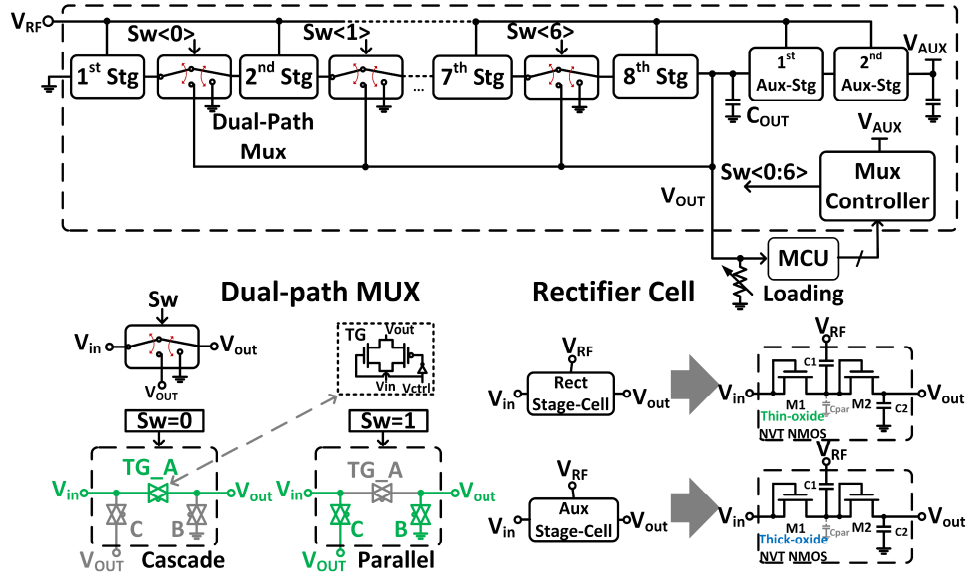 VRF
Sw<0>
Sw<1>
Sw<6>
1st Stg
2nd Stg
...
7th Stg
8th Stg
1st Aux-Stg
2nd Aux-Stg
VAUX
Dual-Path
Mux
COUT
VAUX
Sw<0:6>
Mux
Controller
VOUT
MCU
Loading
Dual-path MUX
Rectifier Cell
Sw
Vin
Vout
VOUT
TG
Vout
Vin
Vctrl
Sw=0
Sw=1
TG_A
Vin
Vout
C
B
VOUT
Cascade
TG_A
Vin
Vout
C
B
VOUT
Parallel
VRF
Rect
Stage-Cell
Vin
Vout
VRF
C1
Vin
Vout
M1
M2
Cpar
C2
Thin-oxide
NVT NMOS
VRF
Aux
Stage-Cell
Vin
Vout
VRF
C1
Vin
Vout
M1
M2
Cpar
C2
Thick-oxide
NVT NMOS